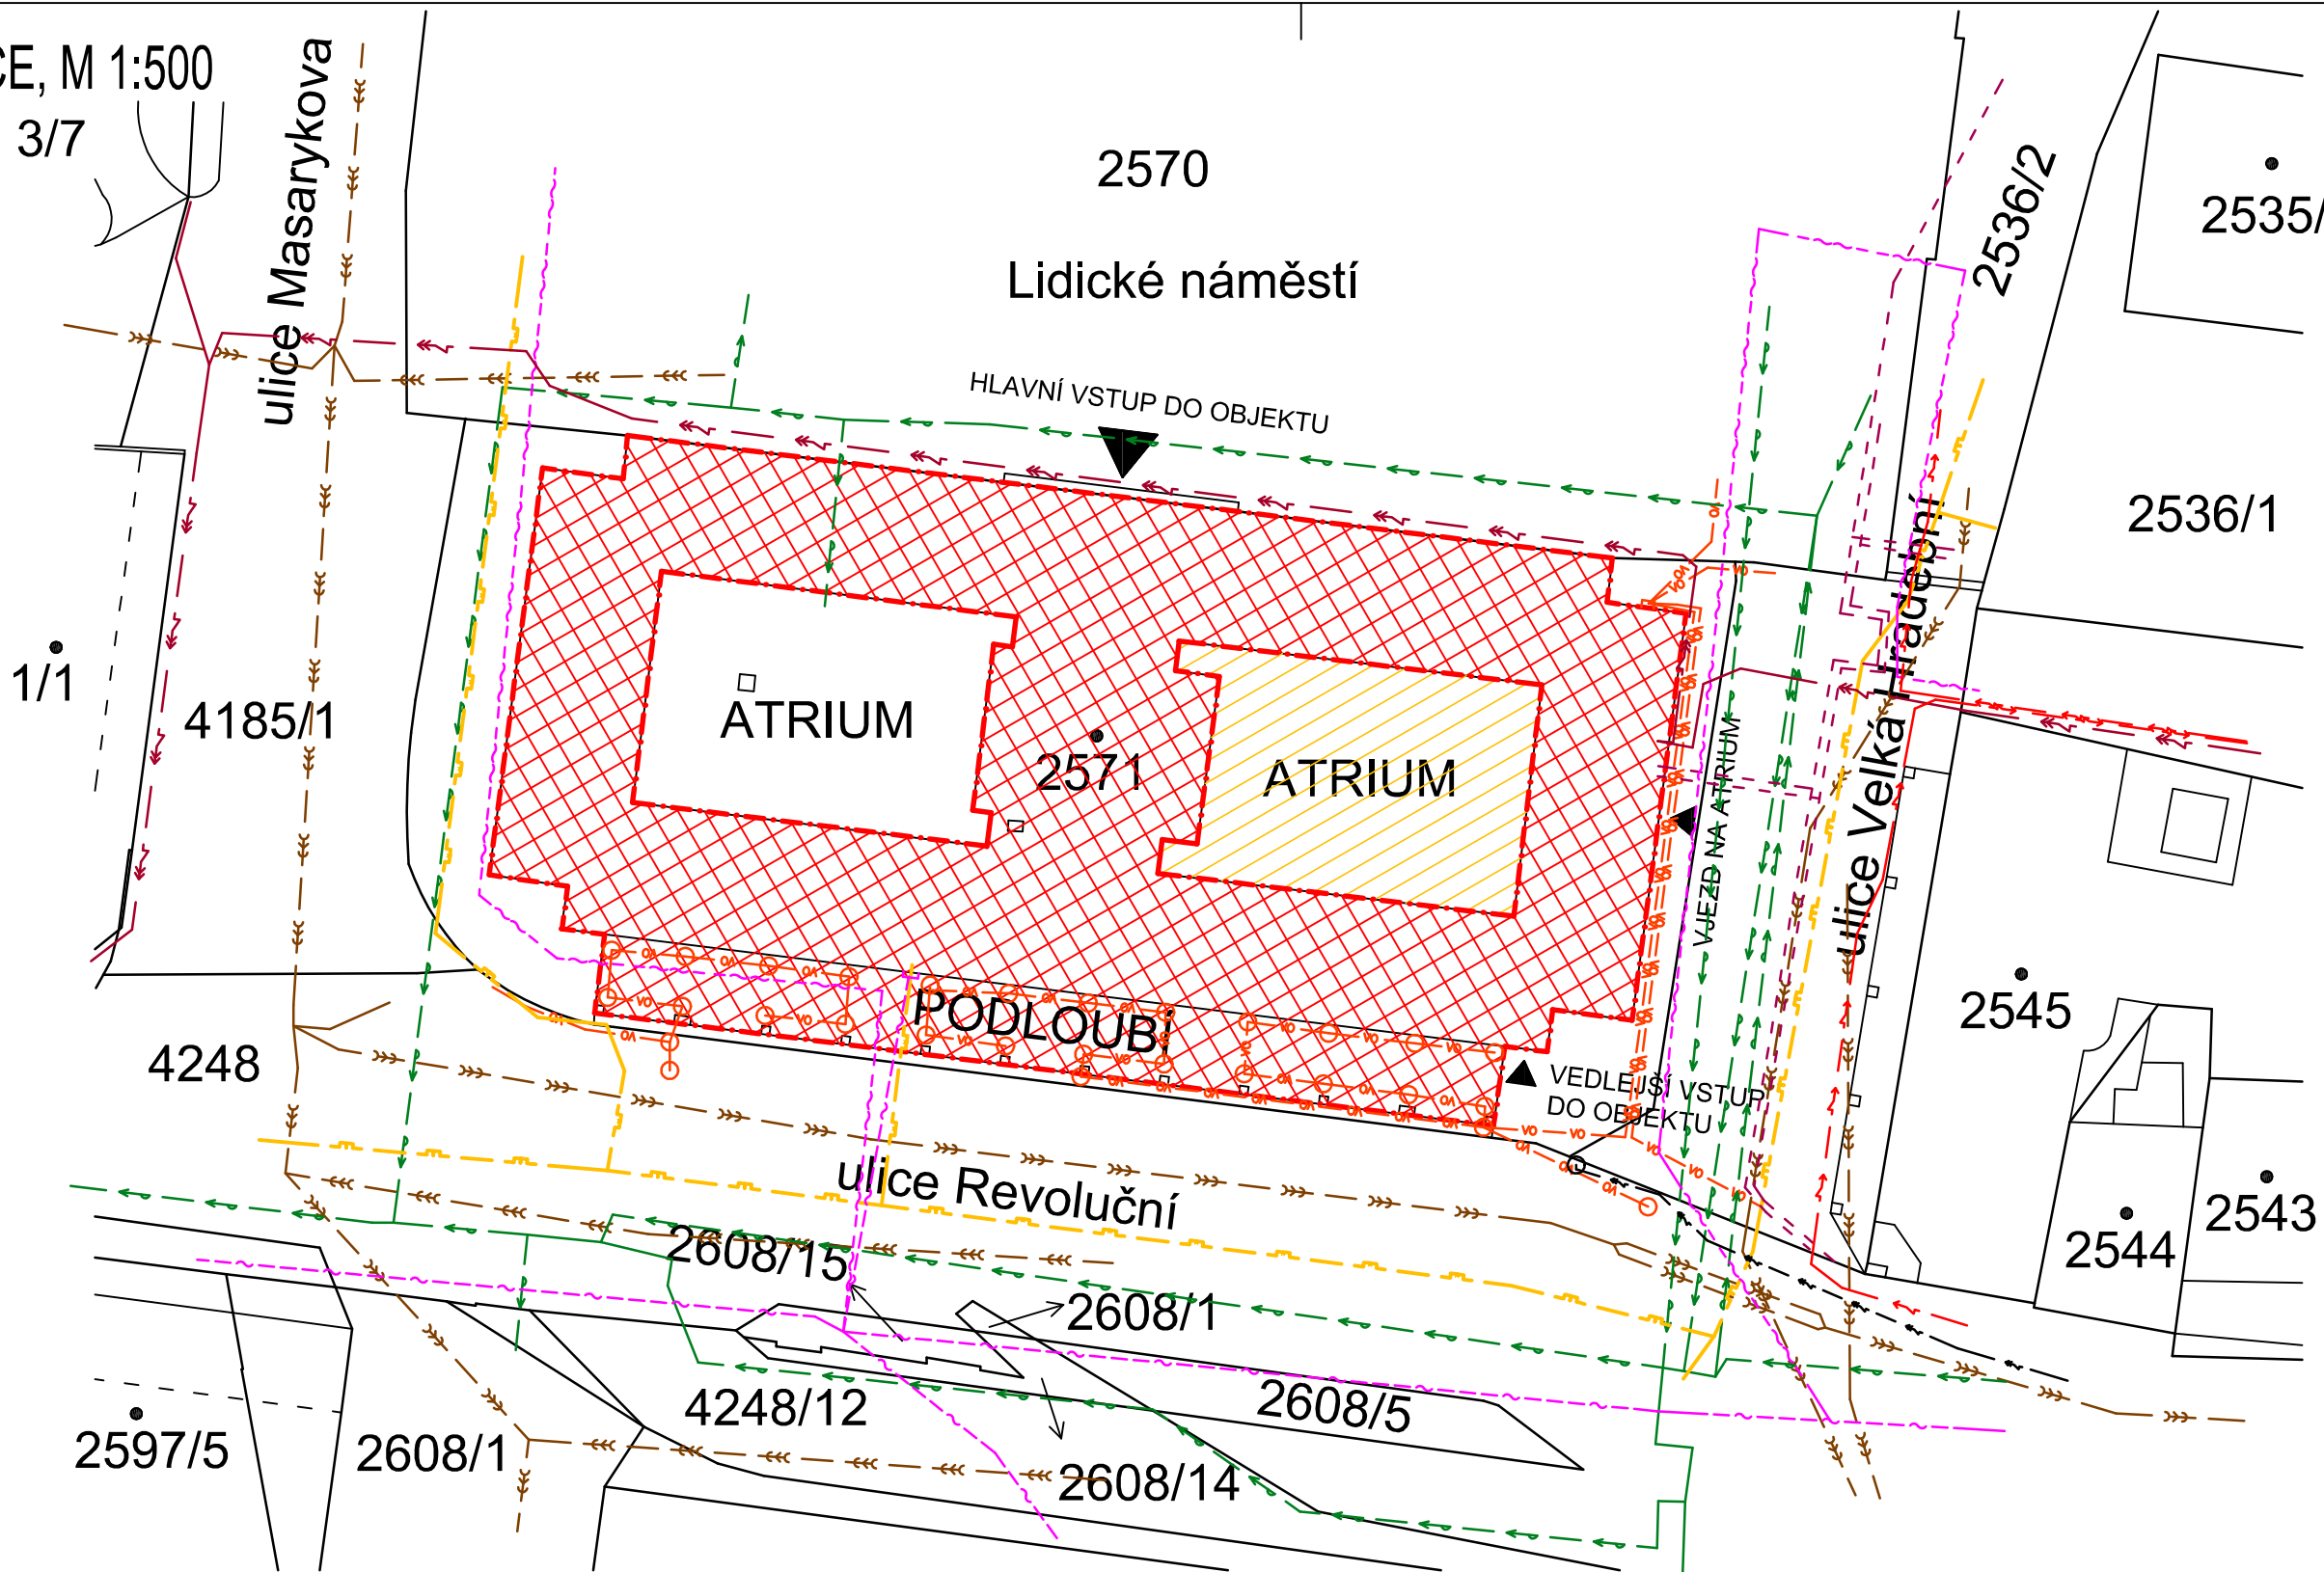 CE, M 1:500
3/7
ulice Masarykova
2570
Lidické náměstí
2536/2
2535/
HLAVNÍ VSTUP DO OBJEKTU
2536/1
ulice Velká Hradební
1/1
4185/1
ATRIUM
2571
ATRIUM
VJEZD NA ATRIUM
2545
PODLOUBÍ
4248
VEDLEJŠÍ VSTUP
DO OBJEKTU
ulice Revoluční
2543
2544
2608/15
2608/1
4248/12
2608/5
2597/5
2608/1
2608/14